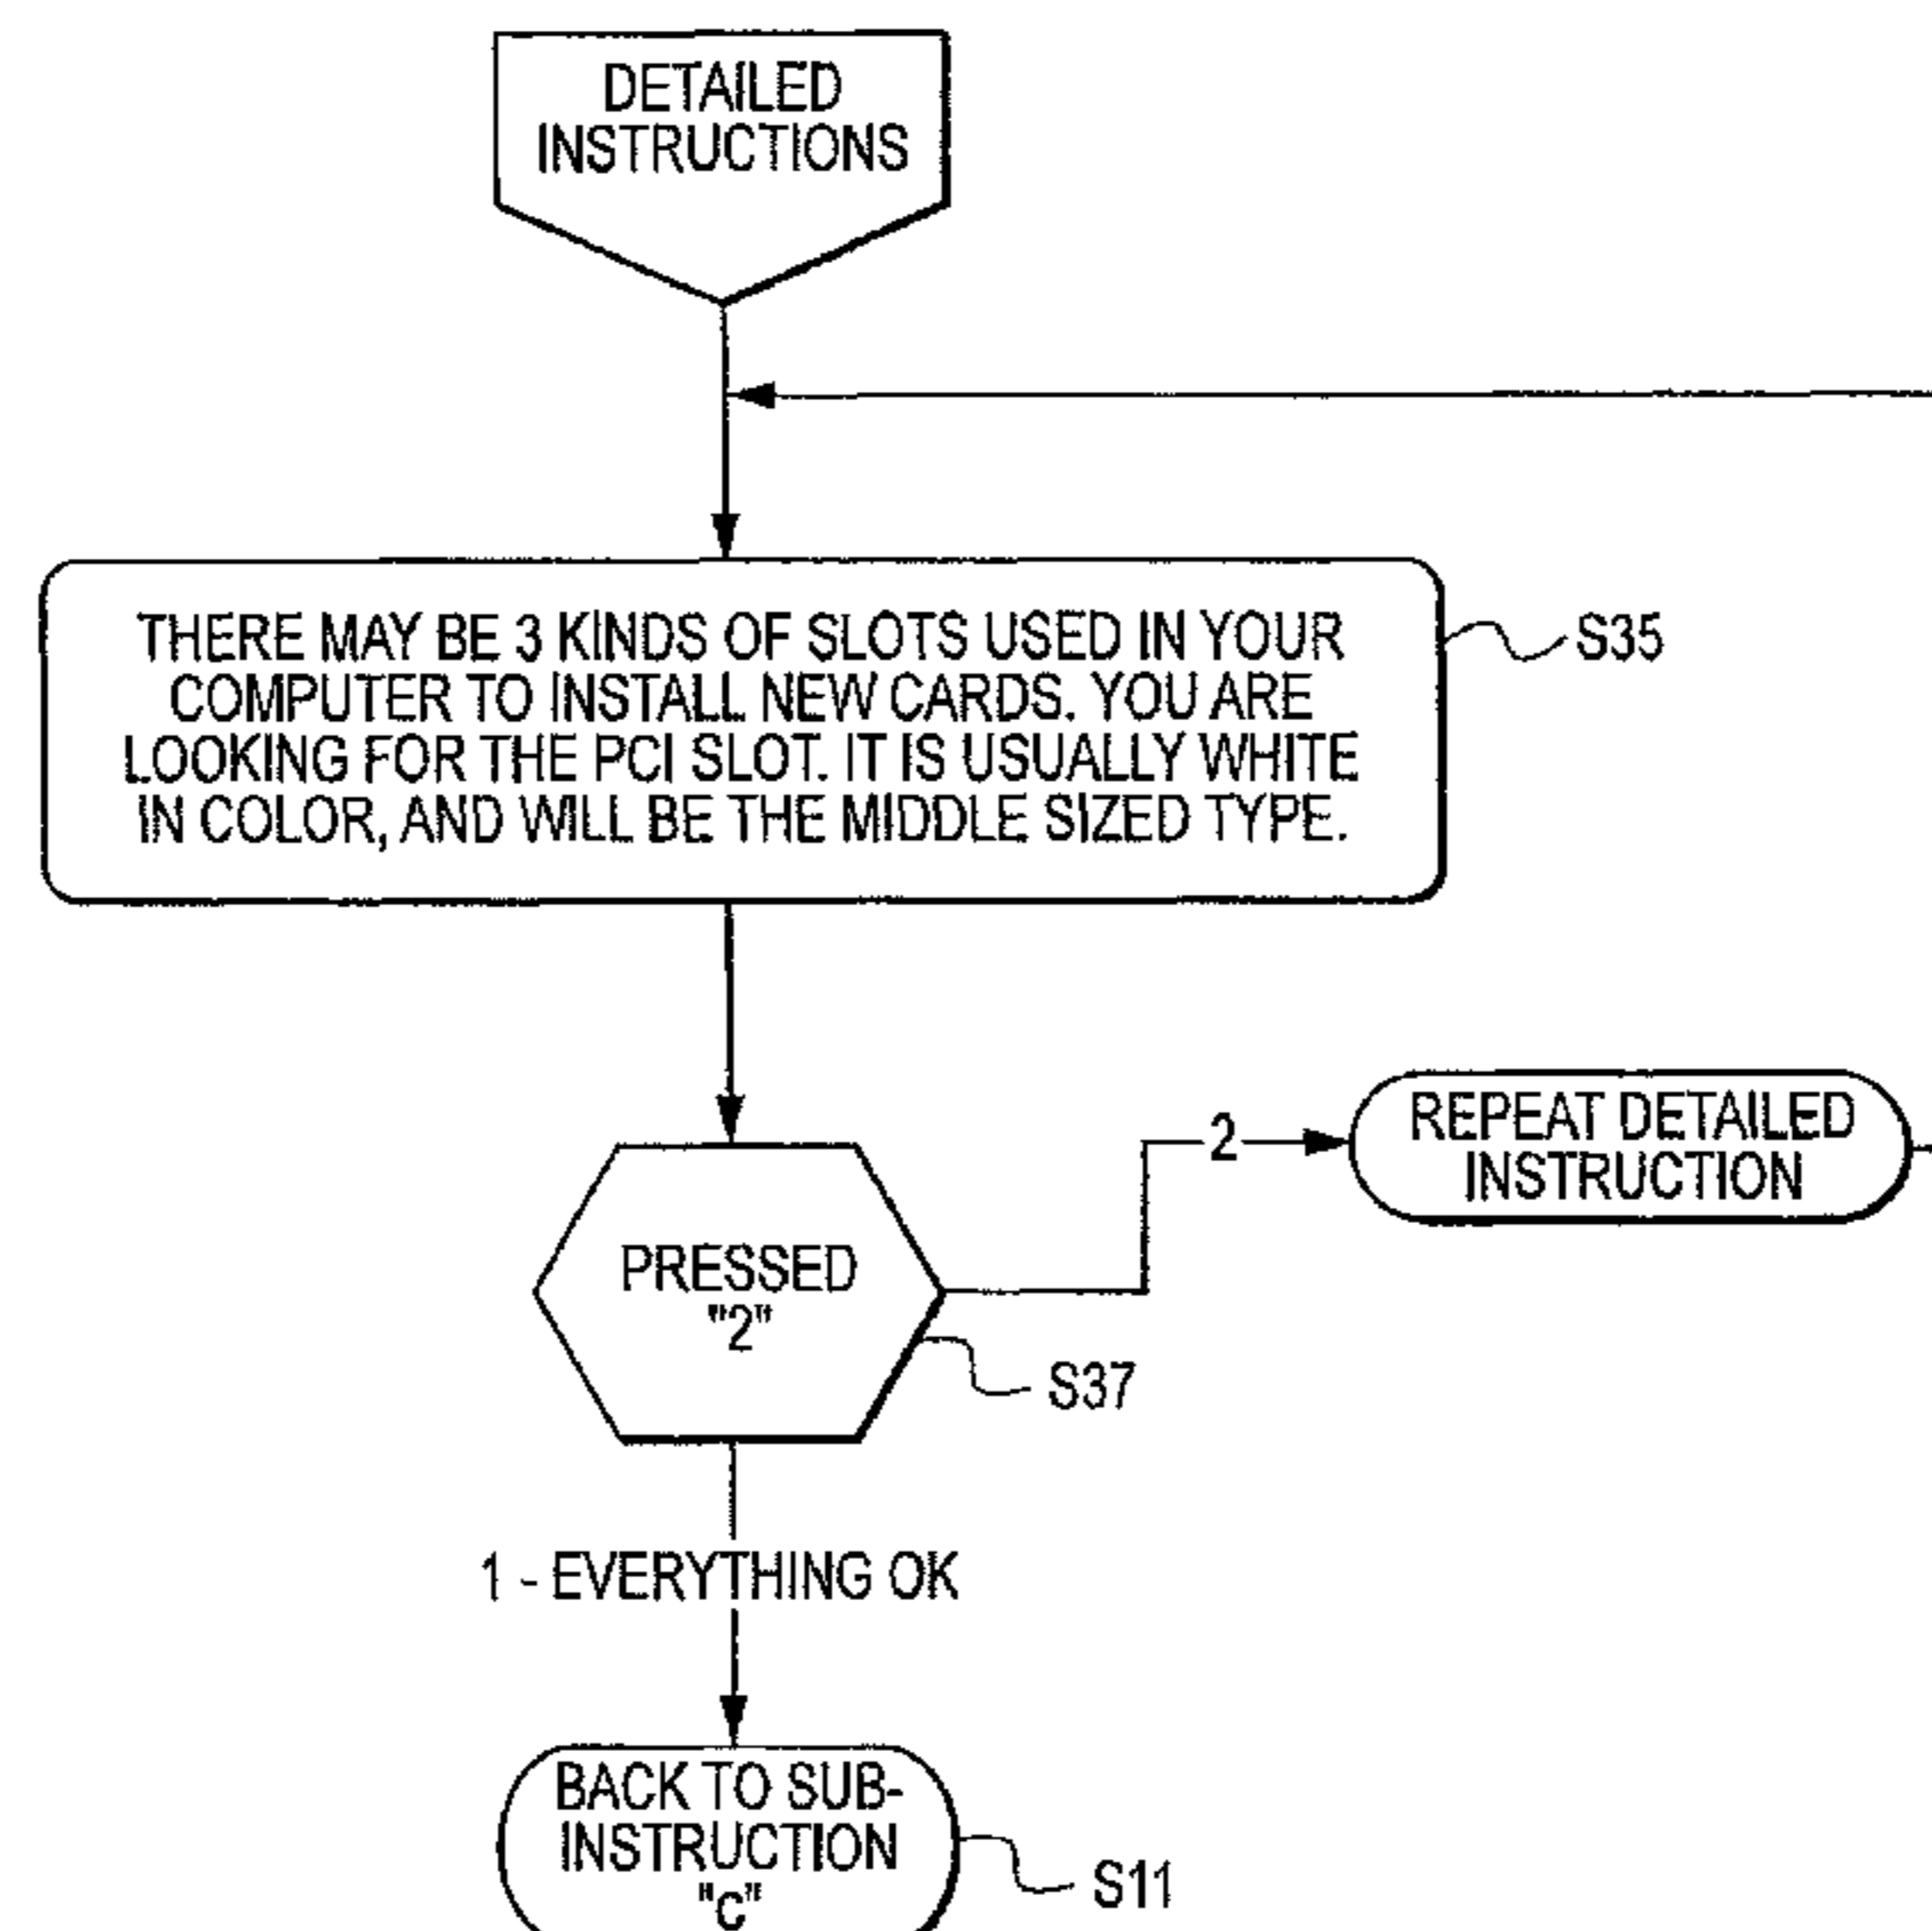 DETAILED
INSTRUCTIONS
THERE MAY BE 3 KINDS OF SLOTS USED IN YOUR
COMPUTER TO INSTALL NEW CARDS. YOU ARE
LOOKING FOR THE PCI SLOT. IT IS USUALLY WHITE
IN COLOR, AND WILL BE THE MIDDLE SIZED TYPE.
S35
2
REPEAT DETAILED
INSTRUCTION
PRESSED
"2"
S37
1 - EVERYTHING OK
BACK TO SUB-
INSTRUCTION
"C"
S11